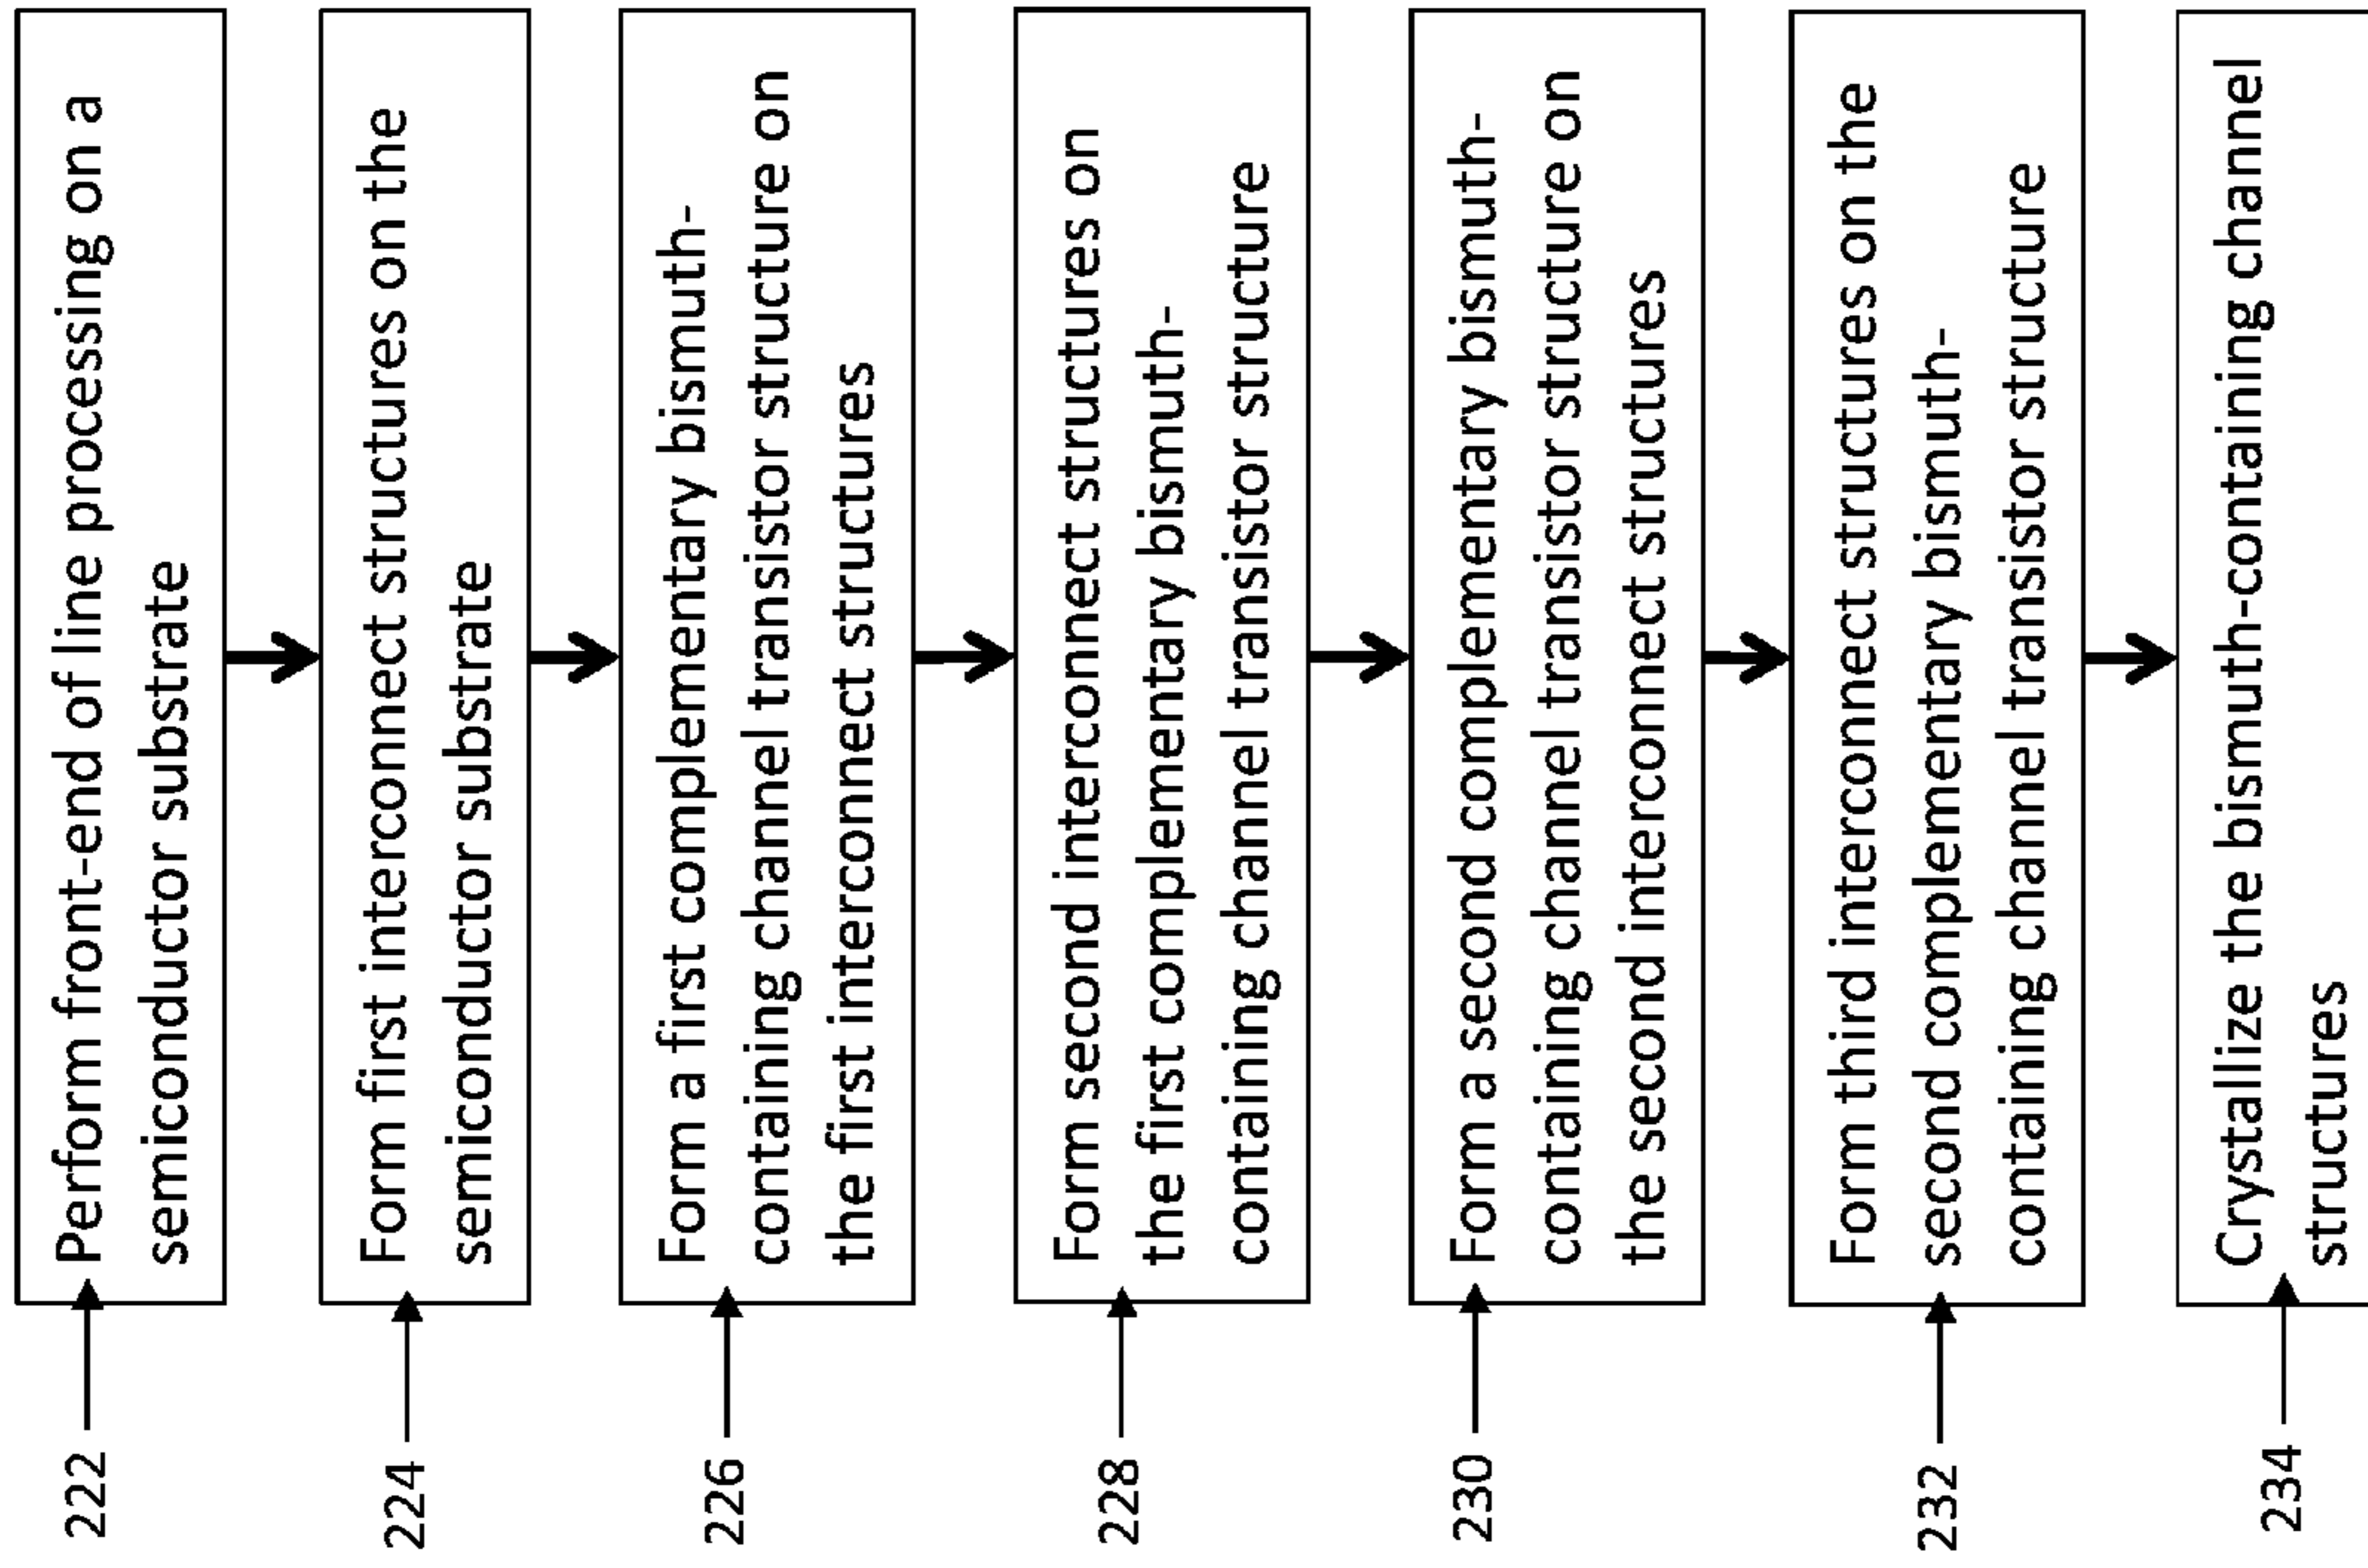 222
Perform front-end of line processing on a
semiconductor substrate
224
Form first interconnect structures on the
semiconductor substrate
226
Form a first complementary bismuth-
containing channel transistor structure on
the first interconnect structures
228
Form second interconnect structures on
the first complementary bismuth-
containing channel transistor structure
230
Form a second complementary bismuth-
containing channel transistor structure on
the second interconnect structures
232
Form third interconnect structures on the
second complementary bismuth-
containing channel transistor structure
234
Crystallize the bismuth-containing channel
structures